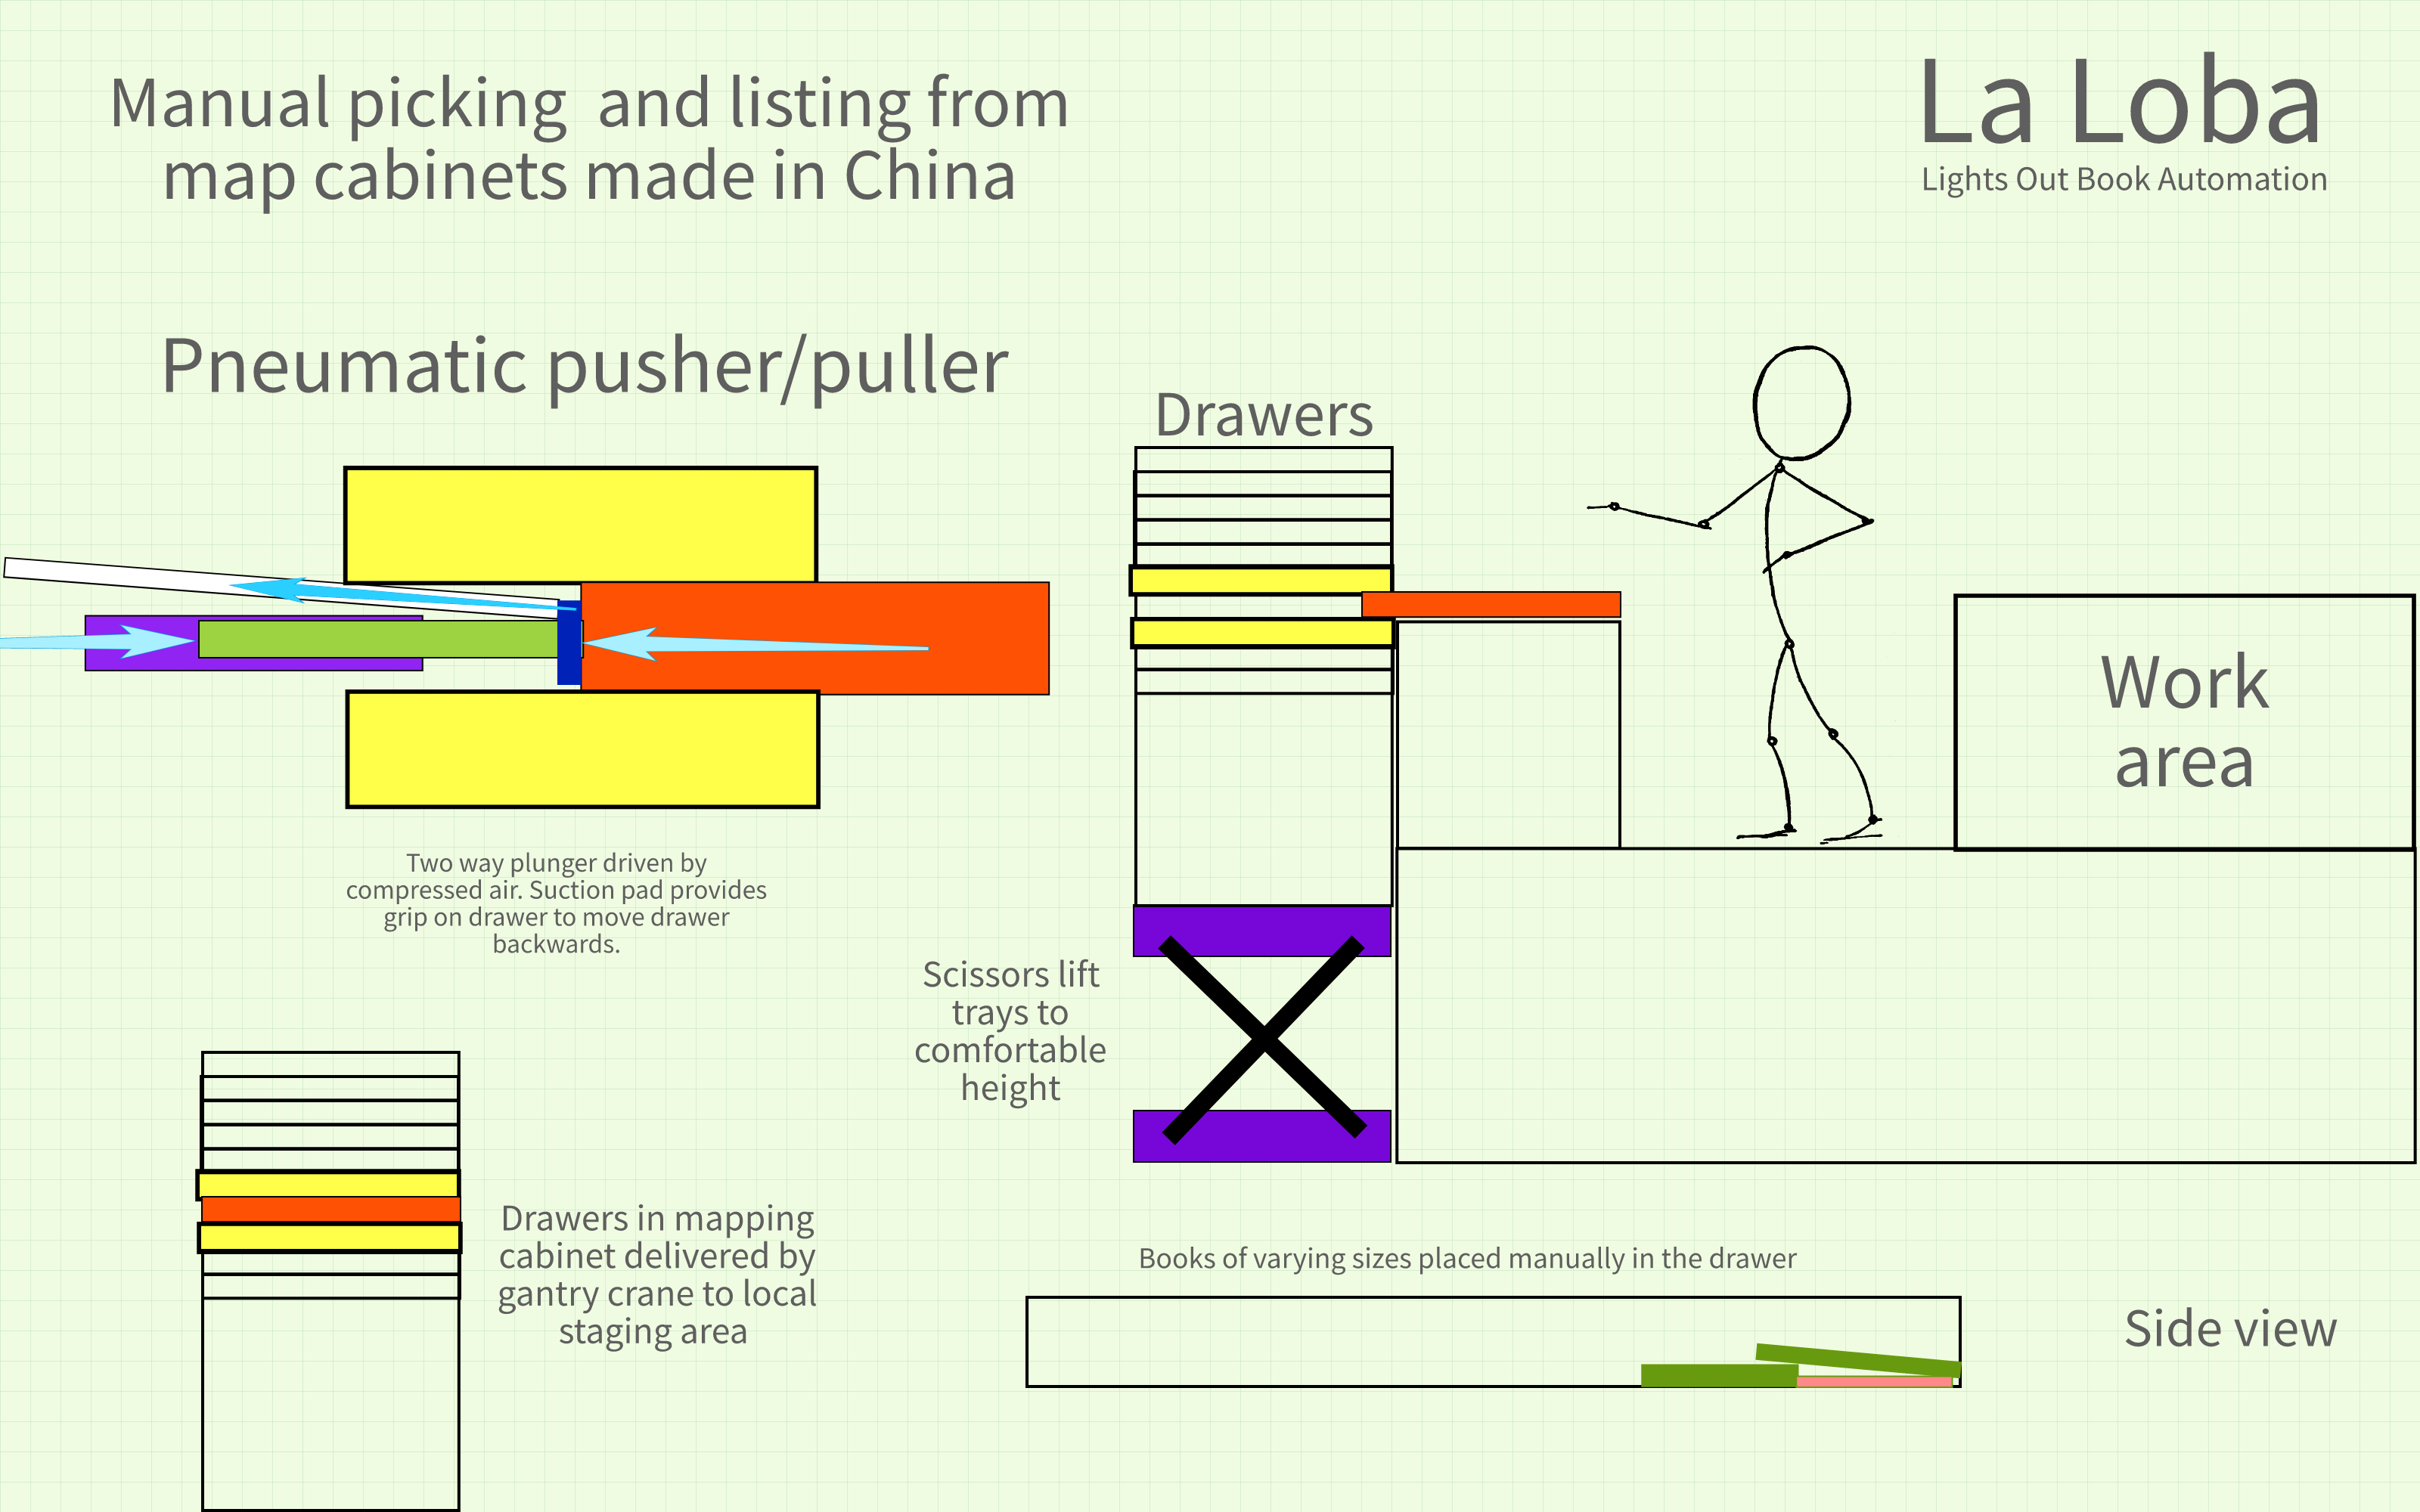 Manual picking  and listing from
map cabinets made in China
La Loba
Lights Out Book Automation
Pneumatic pusher/puller
Drawers
Work
area
Two way plunger driven by
compressed air. Suction pad provides
grip on drawer to move drawer
backwards.
Scissors lift
trays to
comfortable
height
Drawers in mapping
cabinet delivered by
gantry crane to local
staging area
Books of varying sizes placed manually in the drawer
Side view